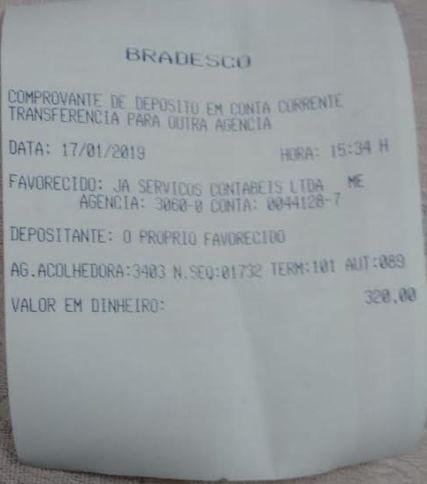 BRADESCO
COMPROVANTE DE DEPOSITO EM CONTA CORRENTE
TRANSFERENCIA PARA OUTRA AGENCIA
DATA: 17/01/2019 HORA: 15:34 H
FAVORECIDO: JA SERVICOS CONTABEIS LTDA ME
AGENCIA: 3060-0 CONTA: 0044128-7
DEPOSITANTE: O PROPRIO FAVORECIDO
AG.ACOLHEDORA:3403 N.SEQ:01732 TERM:101 AUT:089
VALOR EM DINHEIRO: 320,00